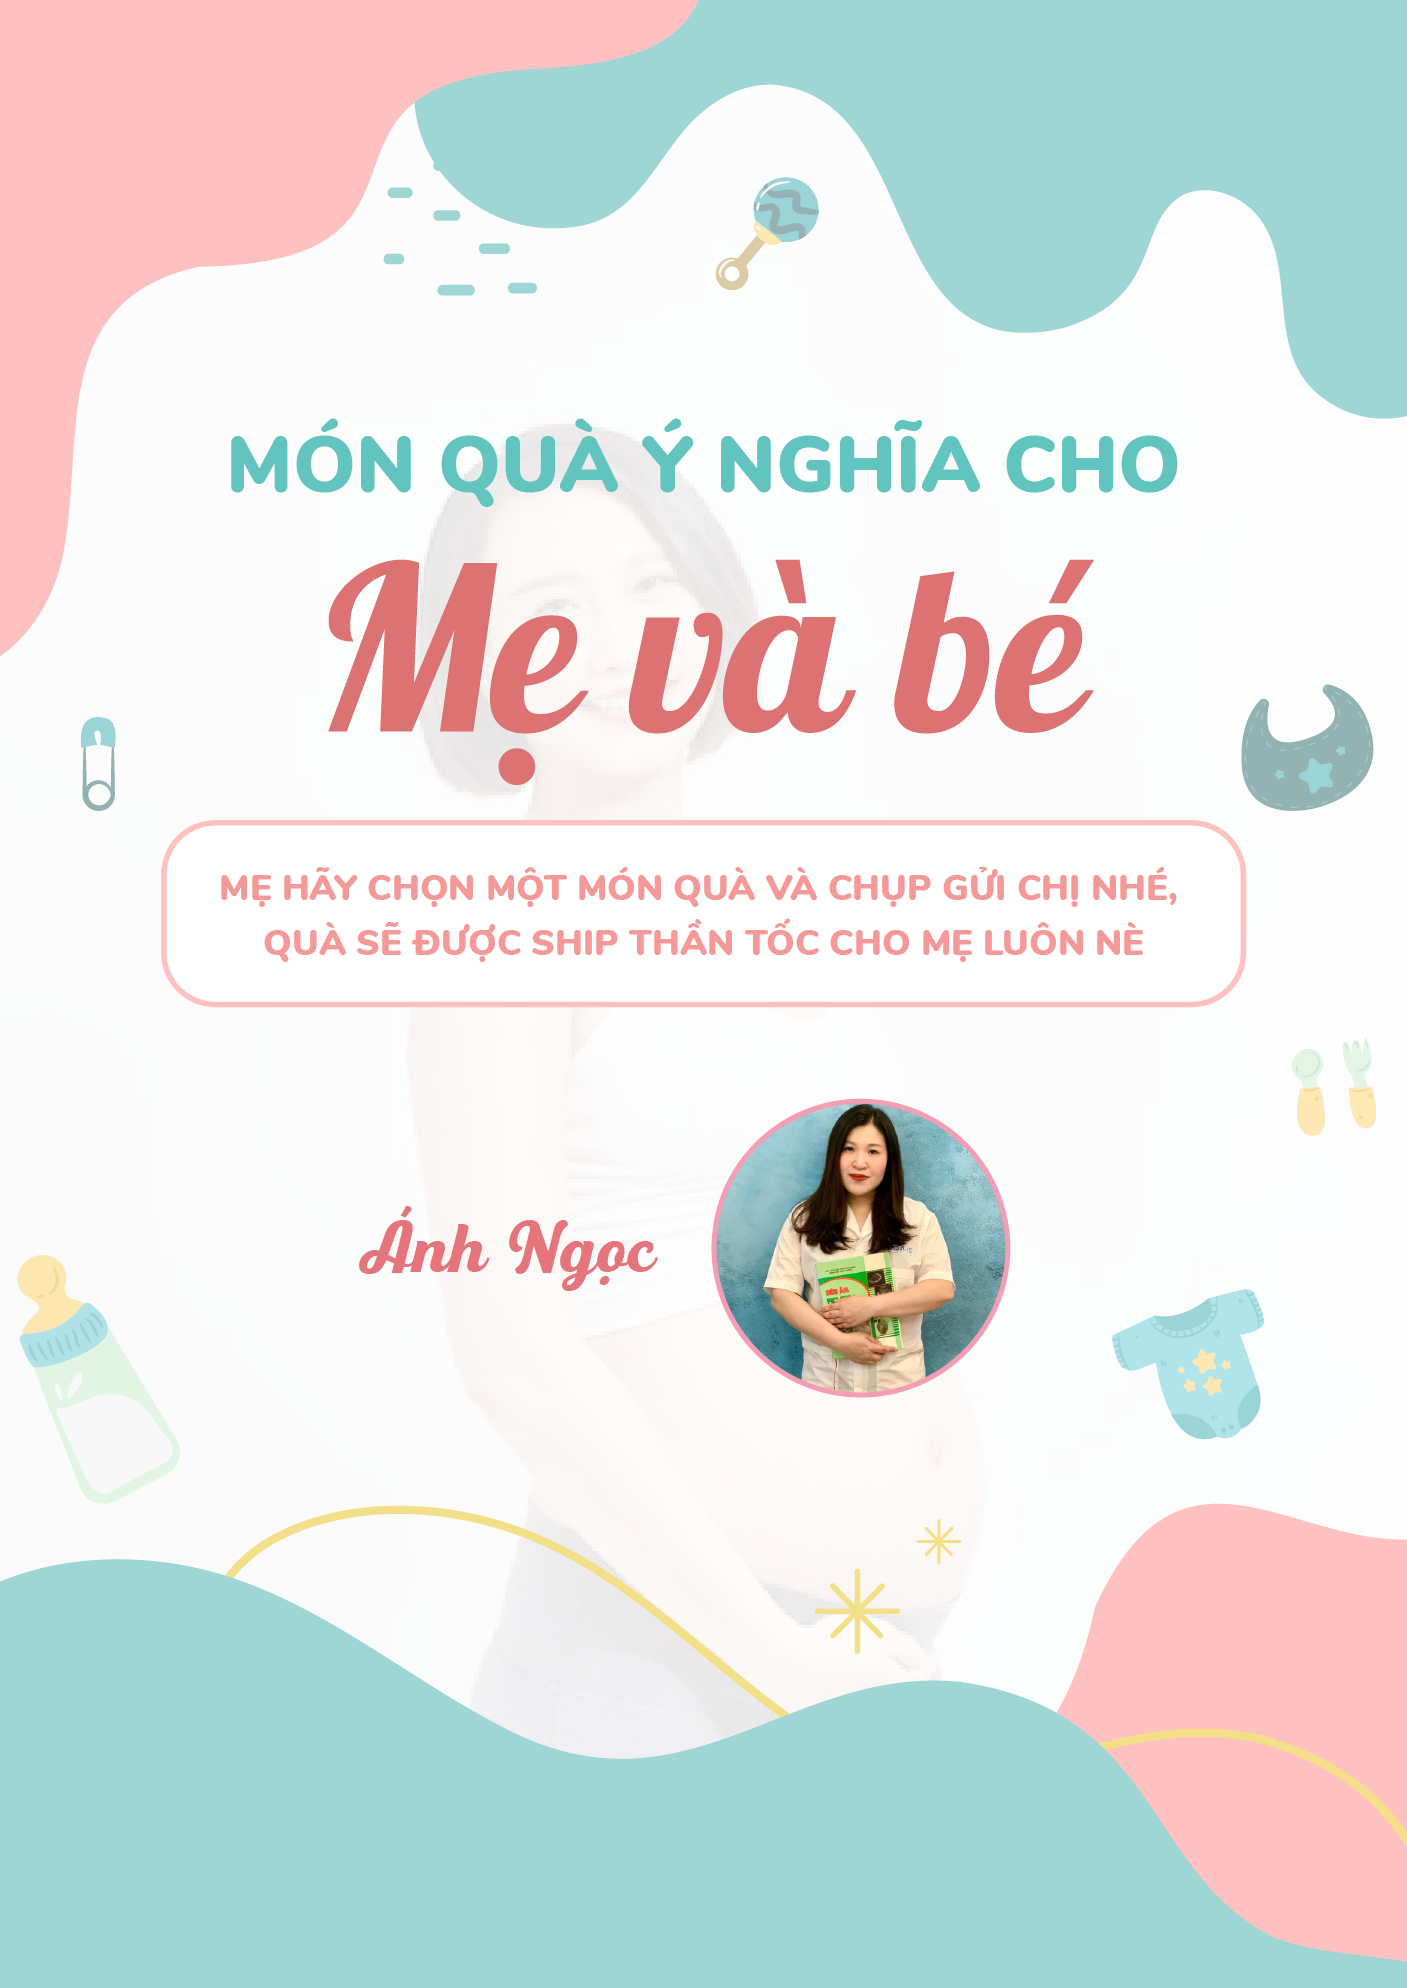 MÓN QUÀ Ý NGHĨA CHO
Mẹ và bé
MẸ HÃY CHỌN MỘT MÓN QUÀ VÀ CHỤP GỬI CHỊ NHÉ,
QUÀ SẼ ĐƯỢC SHIP THẦN TỐC CHO MẸ LUÔN NÈ
Ánh Ngọc